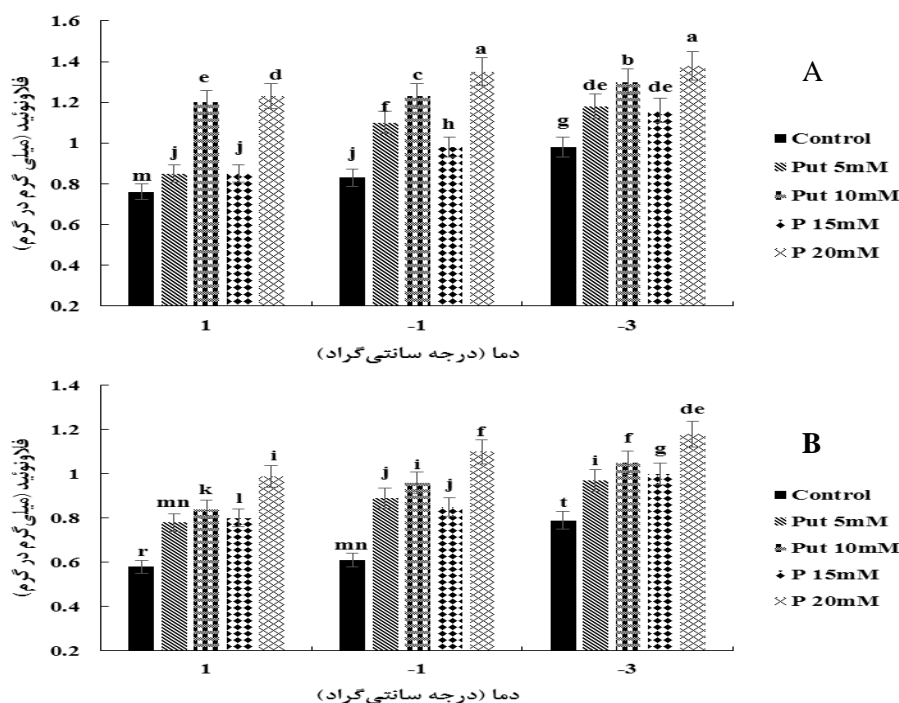 A
فلاونوئید (میلی گرم در گرم)
1.6
1.4
1.2
1
0.8
0.6
0.4
0.2
m j e j d
j f c h a
g de b de a
1 -1 -3
دما (درجه سانتی‌گراد)
Control
Put 5mM
Put 10mM
P 15mM
P 20mM
B
فلاونوئید (میلی گرم در گرم)
1.4
1.2
1
0.8
0.6
0.4
0.2
r mn k l i
mn j i j f
t i f g de
1 -1 -3
دما (درجه سانتی‌گراد)
Control
Put 5mM
Put 10mM
P 15mM
P 20mM